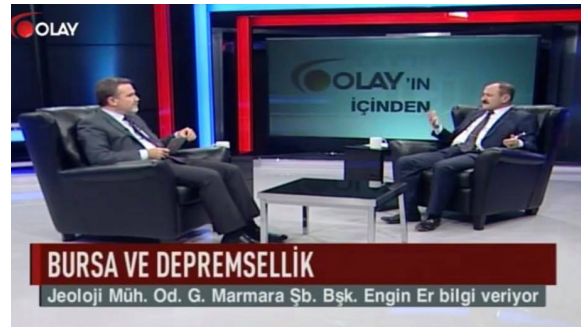 OLAY
OLAY'IN
İÇİNDEN
BURSA VE DEPREMSELLİK
Jeoloji Müh. Od. G. Marmara Şb. Bşk. Engin Er bilgi veriyor